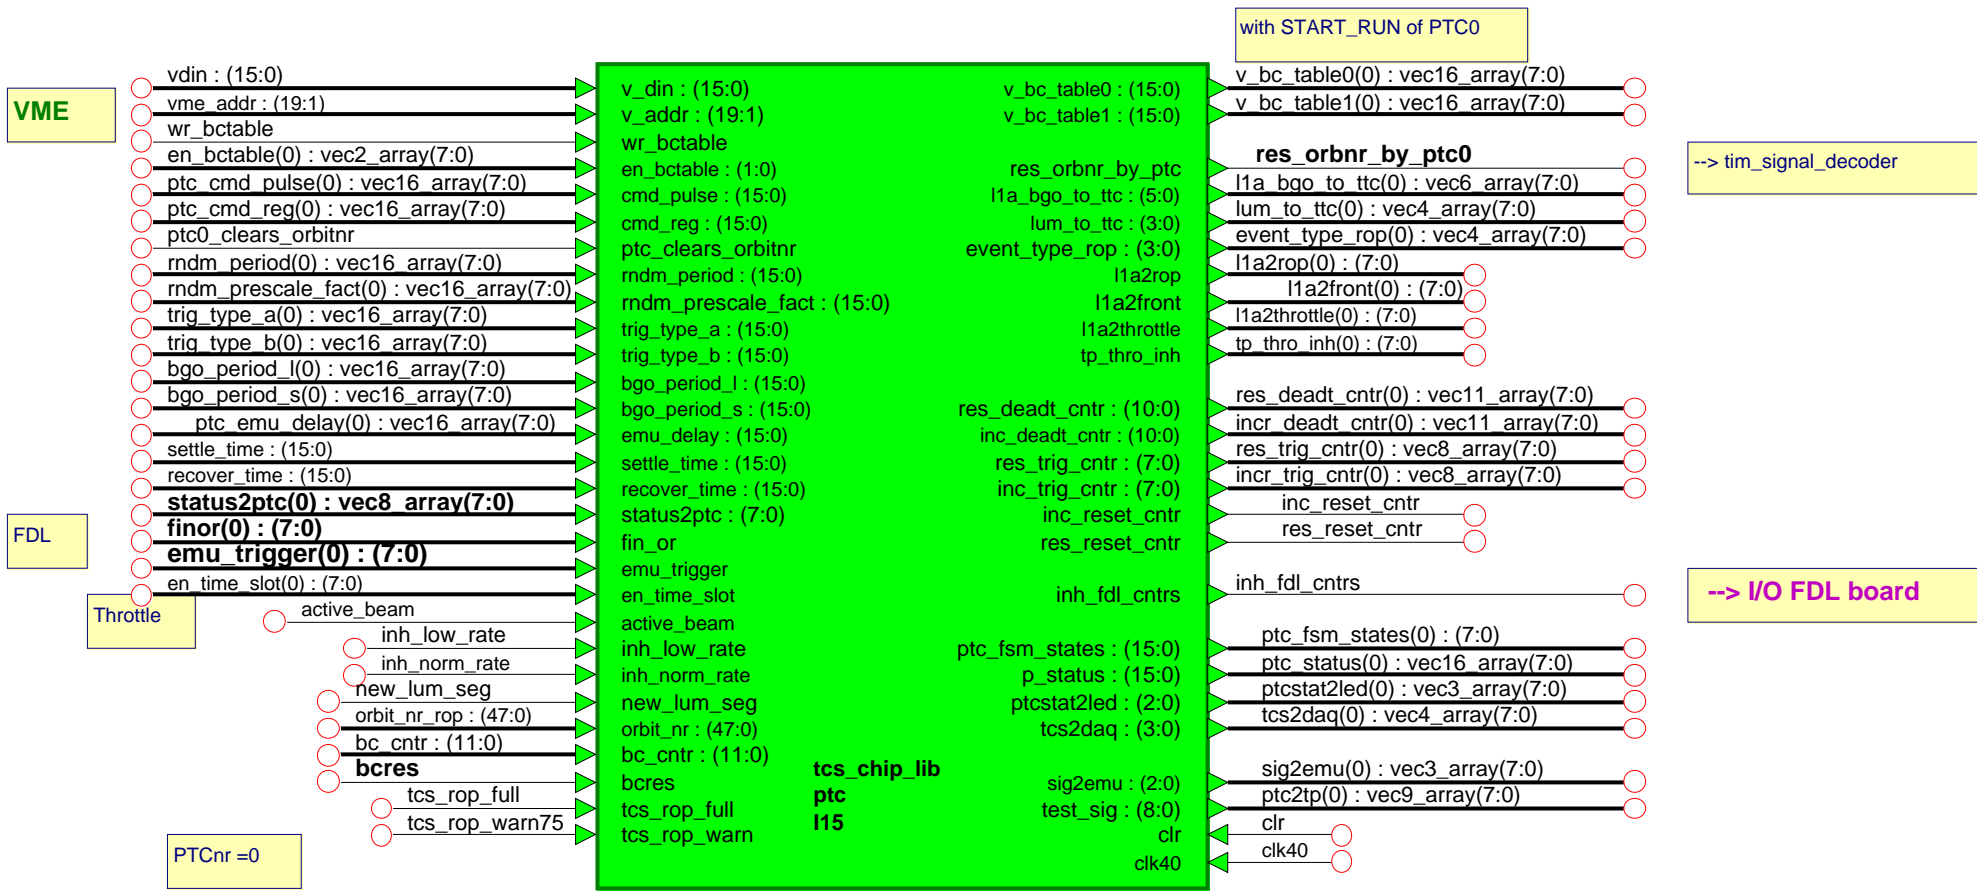 with START_RUN of PTC0
VME
vdin : (15:0)
vme_addr : (19:1)
wr_bctable
en_bctable(0) : vec2_array(7:0)
ptc_cmd_pulse(0) : vec16_array(7:0)
ptc_cmd_reg(0) : vec16_array(7:0)
ptc0_clears_orbitnr
rndm_period(0) : vec16_array(7:0)
rndm_prescale_fact(0) : vec16_array(7:0)
trig_type_a(0) : vec16_array(7:0)
trig_type_b(0) : vec16_array(7:0)
bgo_period_l(0) : vec16_array(7:0)
bgo_period_s(0) : vec16_array(7:0)
ptc_emu_delay(0) : vec16_array(7:0)
settle_time : (15:0)
recover_time : (15:0)
status2ptc(0) : vec8_array(7:0)
FDL
finor(0) : (7:0)
emu_trigger(0) : (7:0)
en_time_slot(0) : (7:0)
Throttle
active_beam
inh_low_rate
inh_norm_rate
new_lum_seg
orbit_nr_rop : (47:0)
bc_cntr : (11:0)
bcres
tcs_rop_full
tcs_rop_warn75
PTCnr =0
v_din : (15:0)
v_addr : (19:1)
wr_bctable
en_bctable : (1:0)
cmd_pulse : (15:0)
cmd_reg : (15:0)
ptc_clears_orbitnr
rndm_period : (15:0)
rndm_prescale_fact : (15:0)
trig_type_a : (15:0)
trig_type_b : (15:0)
bgo_period_l : (15:0)
bgo_period_s : (15:0)
emu_delay : (15:0)
settle_time : (15:0)
recover_time : (15:0)
status2ptc : (7:0)
fin_or
emu_trigger
en_time_slot
active_beam
inh_low_rate
inh_norm_rate
new_lum_seg
orbit_nr : (47:0)
bc_cntr : (11:0)
bcres
tcs_rop_full
tcs_rop_warn
tcs_chip_lib
ptc
I15
v_bc_table0 : (15:0)
v_bc_table1 : (15:0)
res_orbnr_by_ptc
l1a_bgo_to_ttc : (5:0)
lum_to_ttc : (3:0)
event_type_rop : (3:0)
l1a2rop
l1a2front
l1a2throttle
tp_thro_inh
res_deadt_cntr : (10:0)
inc_deadt_cntr : (10:0)
res_trig_cntr : (7:0)
inc_trig_cntr : (7:0)
inc_reset_cntr
res_reset_cntr
inh_fdl_cntrs
ptc_fsm_states : (15:0)
p_status : (15:0)
ptcstat2led : (2:0)
tcs2daq : (3:0)
sig2emu : (2:0)
test_sig : (8:0)
clr
clk40
v_bc_table0(0) : vec16_array(7:0)
v_bc_table1(0) : vec16_array(7:0)
res_orbnr_by_ptc0
--> tim_signal_decoder
l1a_bgo_to_ttc(0) : vec6_array(7:0)
lum_to_ttc(0) : vec4_array(7:0)
event_type_rop(0) : vec4_array(7:0)
l1a2rop(0) : (7:0)
l1a2front(0) : (7:0)
l1a2throttle(0) : (7:0)
tp_thro_inh(0) : (7:0)
res_deadt_cntr(0) : vec11_array(7:0)
incr_deadt_cntr(0) : vec11_array(7:0)
res_trig_cntr(0) : vec8_array(7:0)
incr_trig_cntr(0) : vec8_array(7:0)
inc_reset_cntr
res_reset_cntr
inh_fdl_cntrs
--> I/O FDL board
ptc_fsm_states(0) : (7:0)
ptc_status(0) : vec16_array(7:0)
ptcstat2led(0) : vec3_array(7:0)
tcs2daq(0) : vec4_array(7:0)
sig2emu(0) : vec3_array(7:0)
ptc2tp(0) : vec9_array(7:0)
clr
clk40